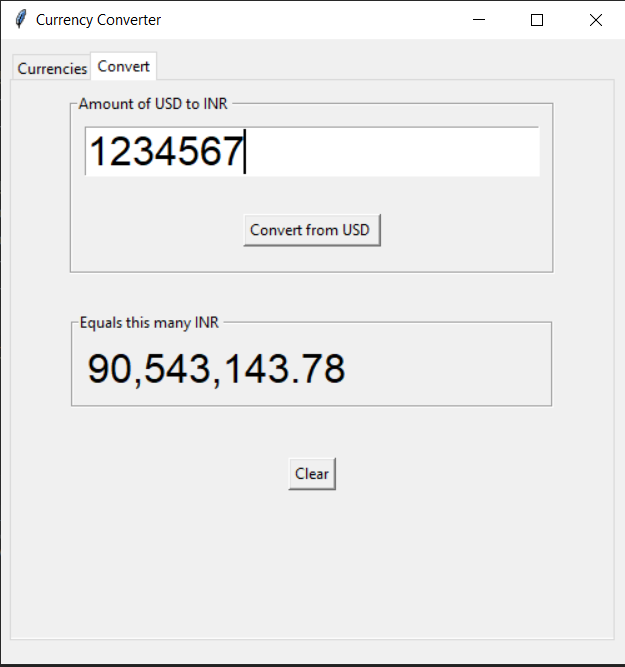 Currency Converter
Currencies Convert
Amount of USD to INR
1234567
Convert from USD
Equals this many INR
90,543,143.78
Clear